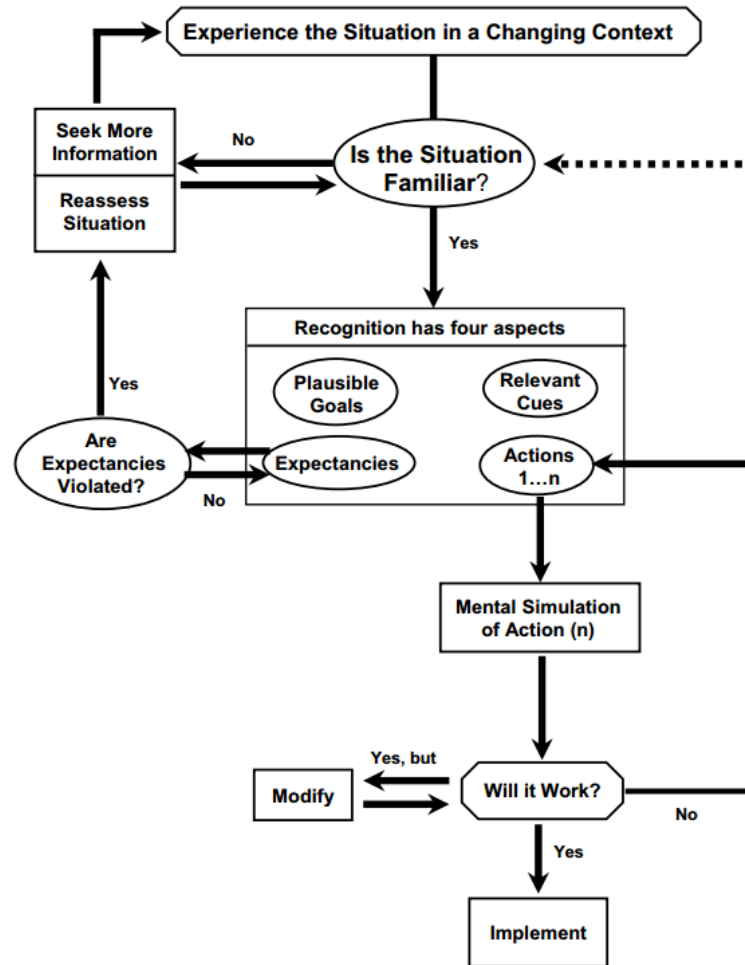 Experience the Situation in a Changing Context
Seek More
Information
No
Is the Situation
Familiar?
Reassess
Situation
Yes
Recognition has four aspects
Plausible
Goals
Relevant
Cues
Yes
Are
Expectancies
Violated?
Expectancies
Actions
1...n
No
Mental Simulation
of Action (n)
Yes, but
Modify
Will it Work?
No
Yes
Implement